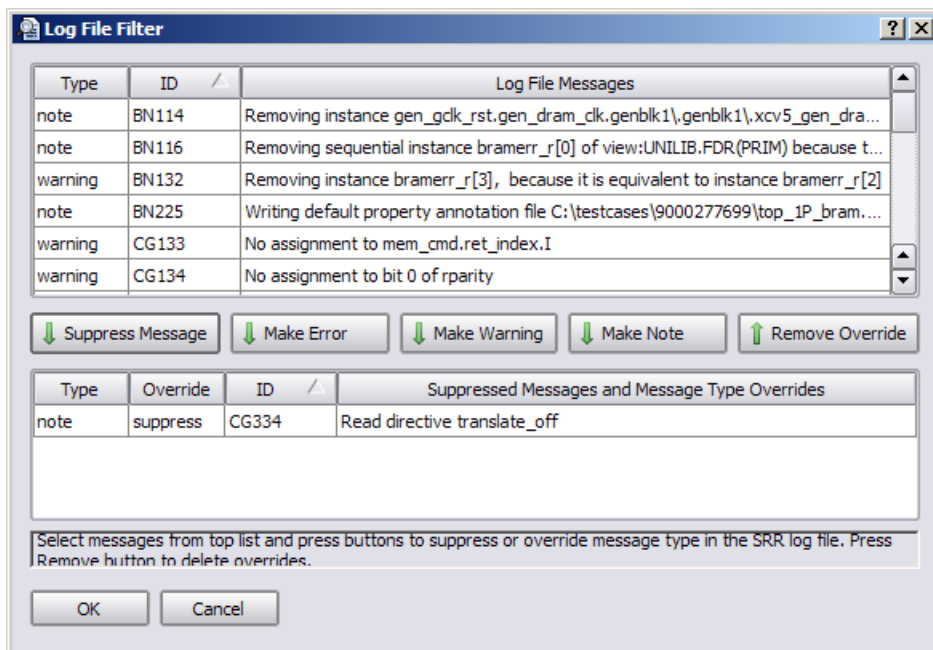 Log File Filter
Type ID Log File Messages
note BN114 Removing instance gen_gclk_rst.gen_dram_clk.genblk1\.genblk1\.xcv5_gen_dra...
note BN116 Removing sequential instance bramerr_r[0] of view:UNILIB.FDR(PRIM) because t...
warning BN132 Removing instance bramerr_r[3], because it is equivalent to instance bramerr_r[2]
note BN225 Writing default property annotation file C:\testcases\9000277699\top_1P_bram....
warning CG133 No assignment to mem_cmd.ret_index.I
warning CG134 No assignment to bit 0 of rparity
Suppress Message Make Error Make Warning Make Note Remove Override
Type Override ID Suppressed Messages and Message Type Overrides
note suppress CG334 Read directive translate_off
Select messages from top list and press buttons to suppress or override message type in the SRR log file. Press
Remove button to delete overrides.
OK Cancel